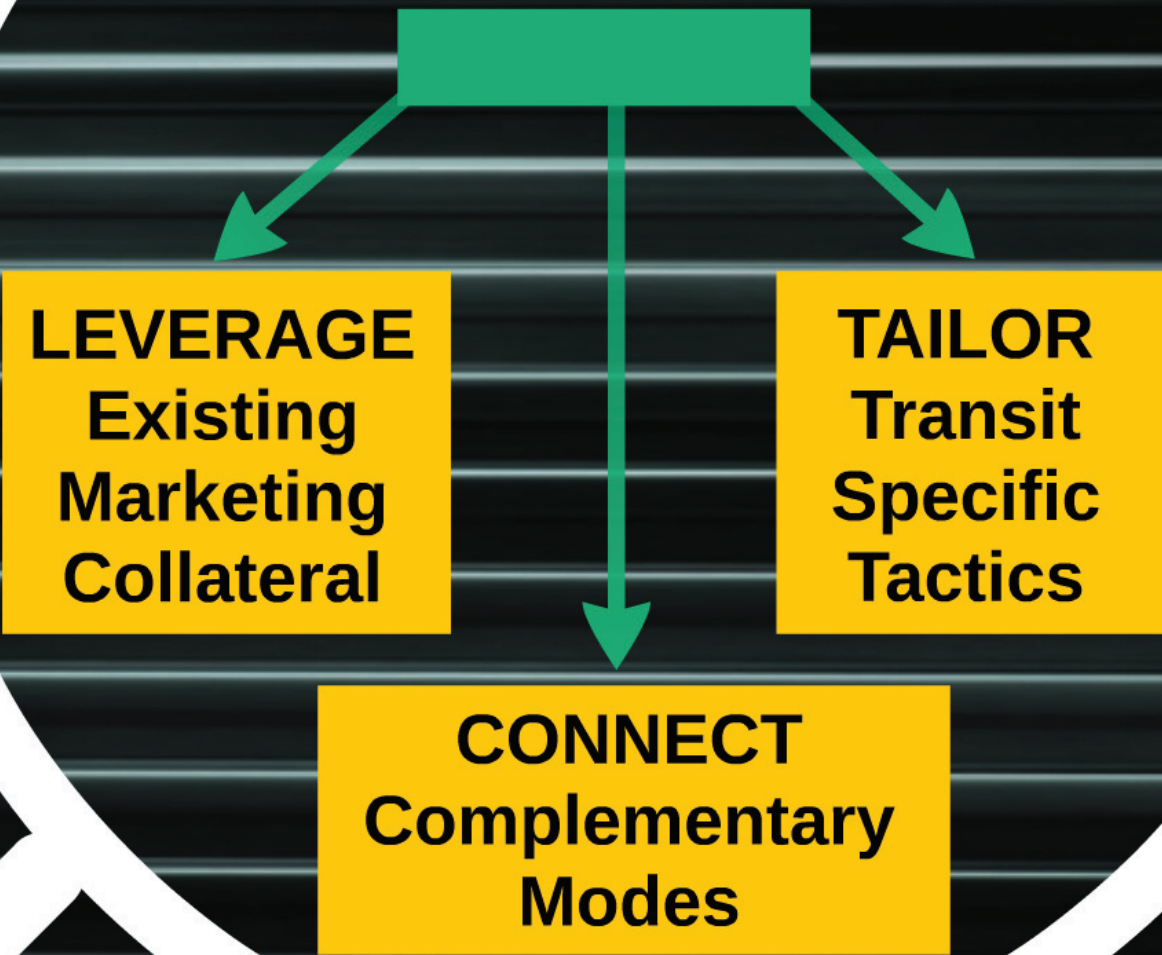 LEVERAGE
Existing
Marketing
Collateral
TAILOR
Transit
Specific
Tactics
CONNECT
Complementary
Modes